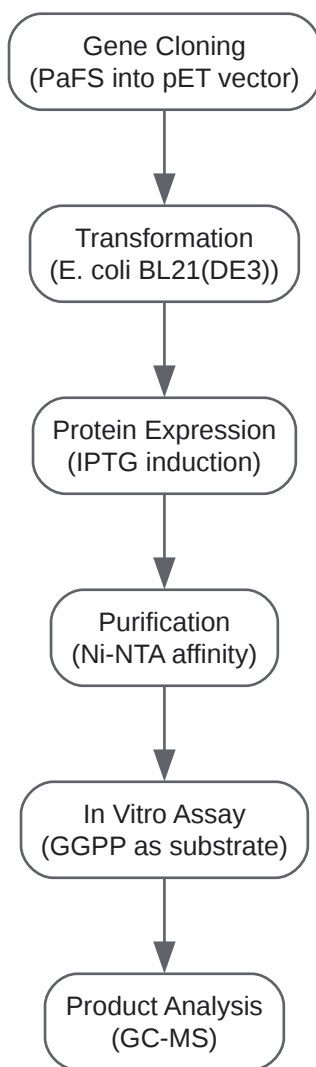 Gene Cloning
(PaFS into pET vector)
Transformation
(E. coli BL21(DE3))
Protein Expression
(IPTG induction)
Purification
(Ni-NTA affinity)
In Vitro Assay
(GGPP as substrate)
Product Analysis
(GC-MS)